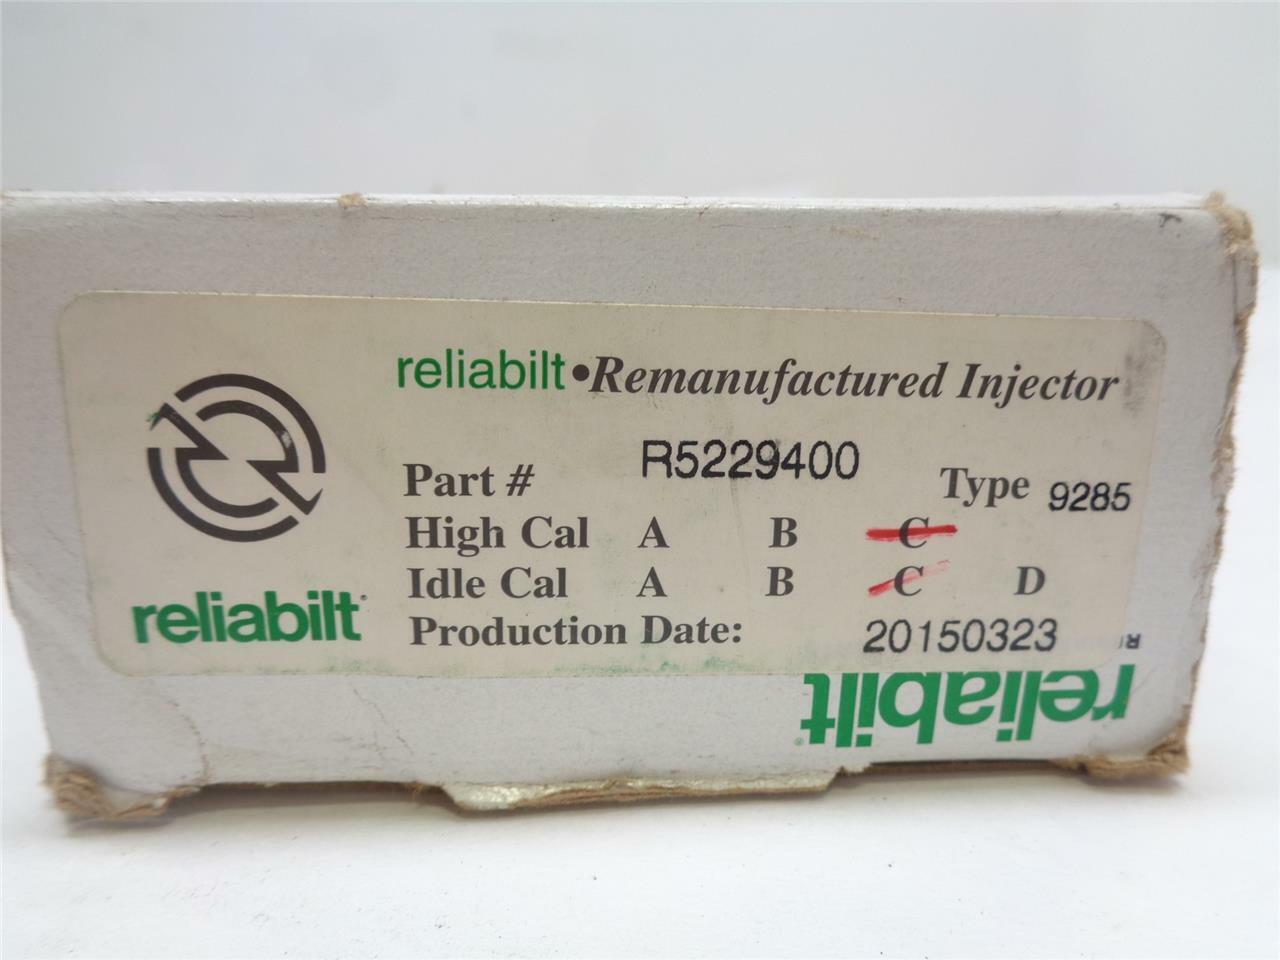 reliabilt•Remanufactured Injector
Part # R5229400 Type 9285
High Cal A B C
Idle Cal A B C D
Production Date: 20150323
reliabilt
reliabilt®